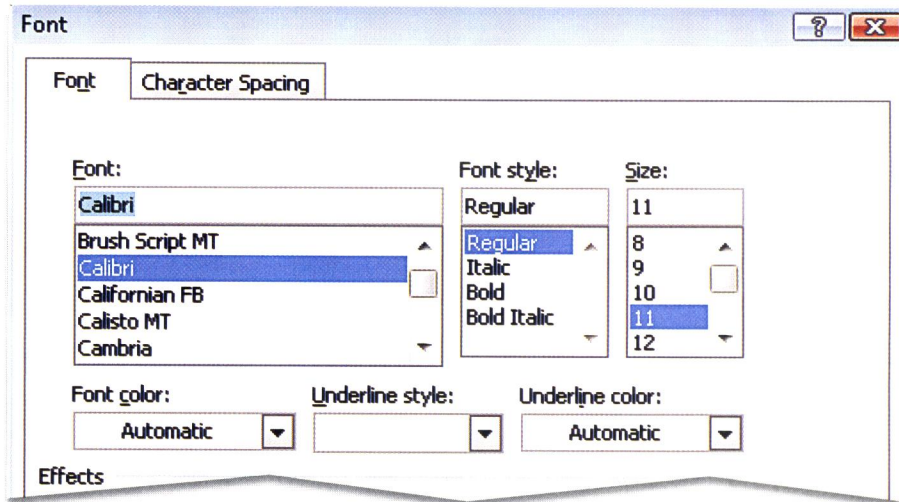 Font
?
X
Font
Character Spacing
Font:
Font style:
Size:
Calibri
Regular
11
Brush Script MT
Calibri
Californian FB
Calisto MT
Cambria
Regular
Italic
Bold
Bold Italic
8
9
10
11
12
Font color:
Underline style:
Underline color:
Automatic
Automatic
Effects